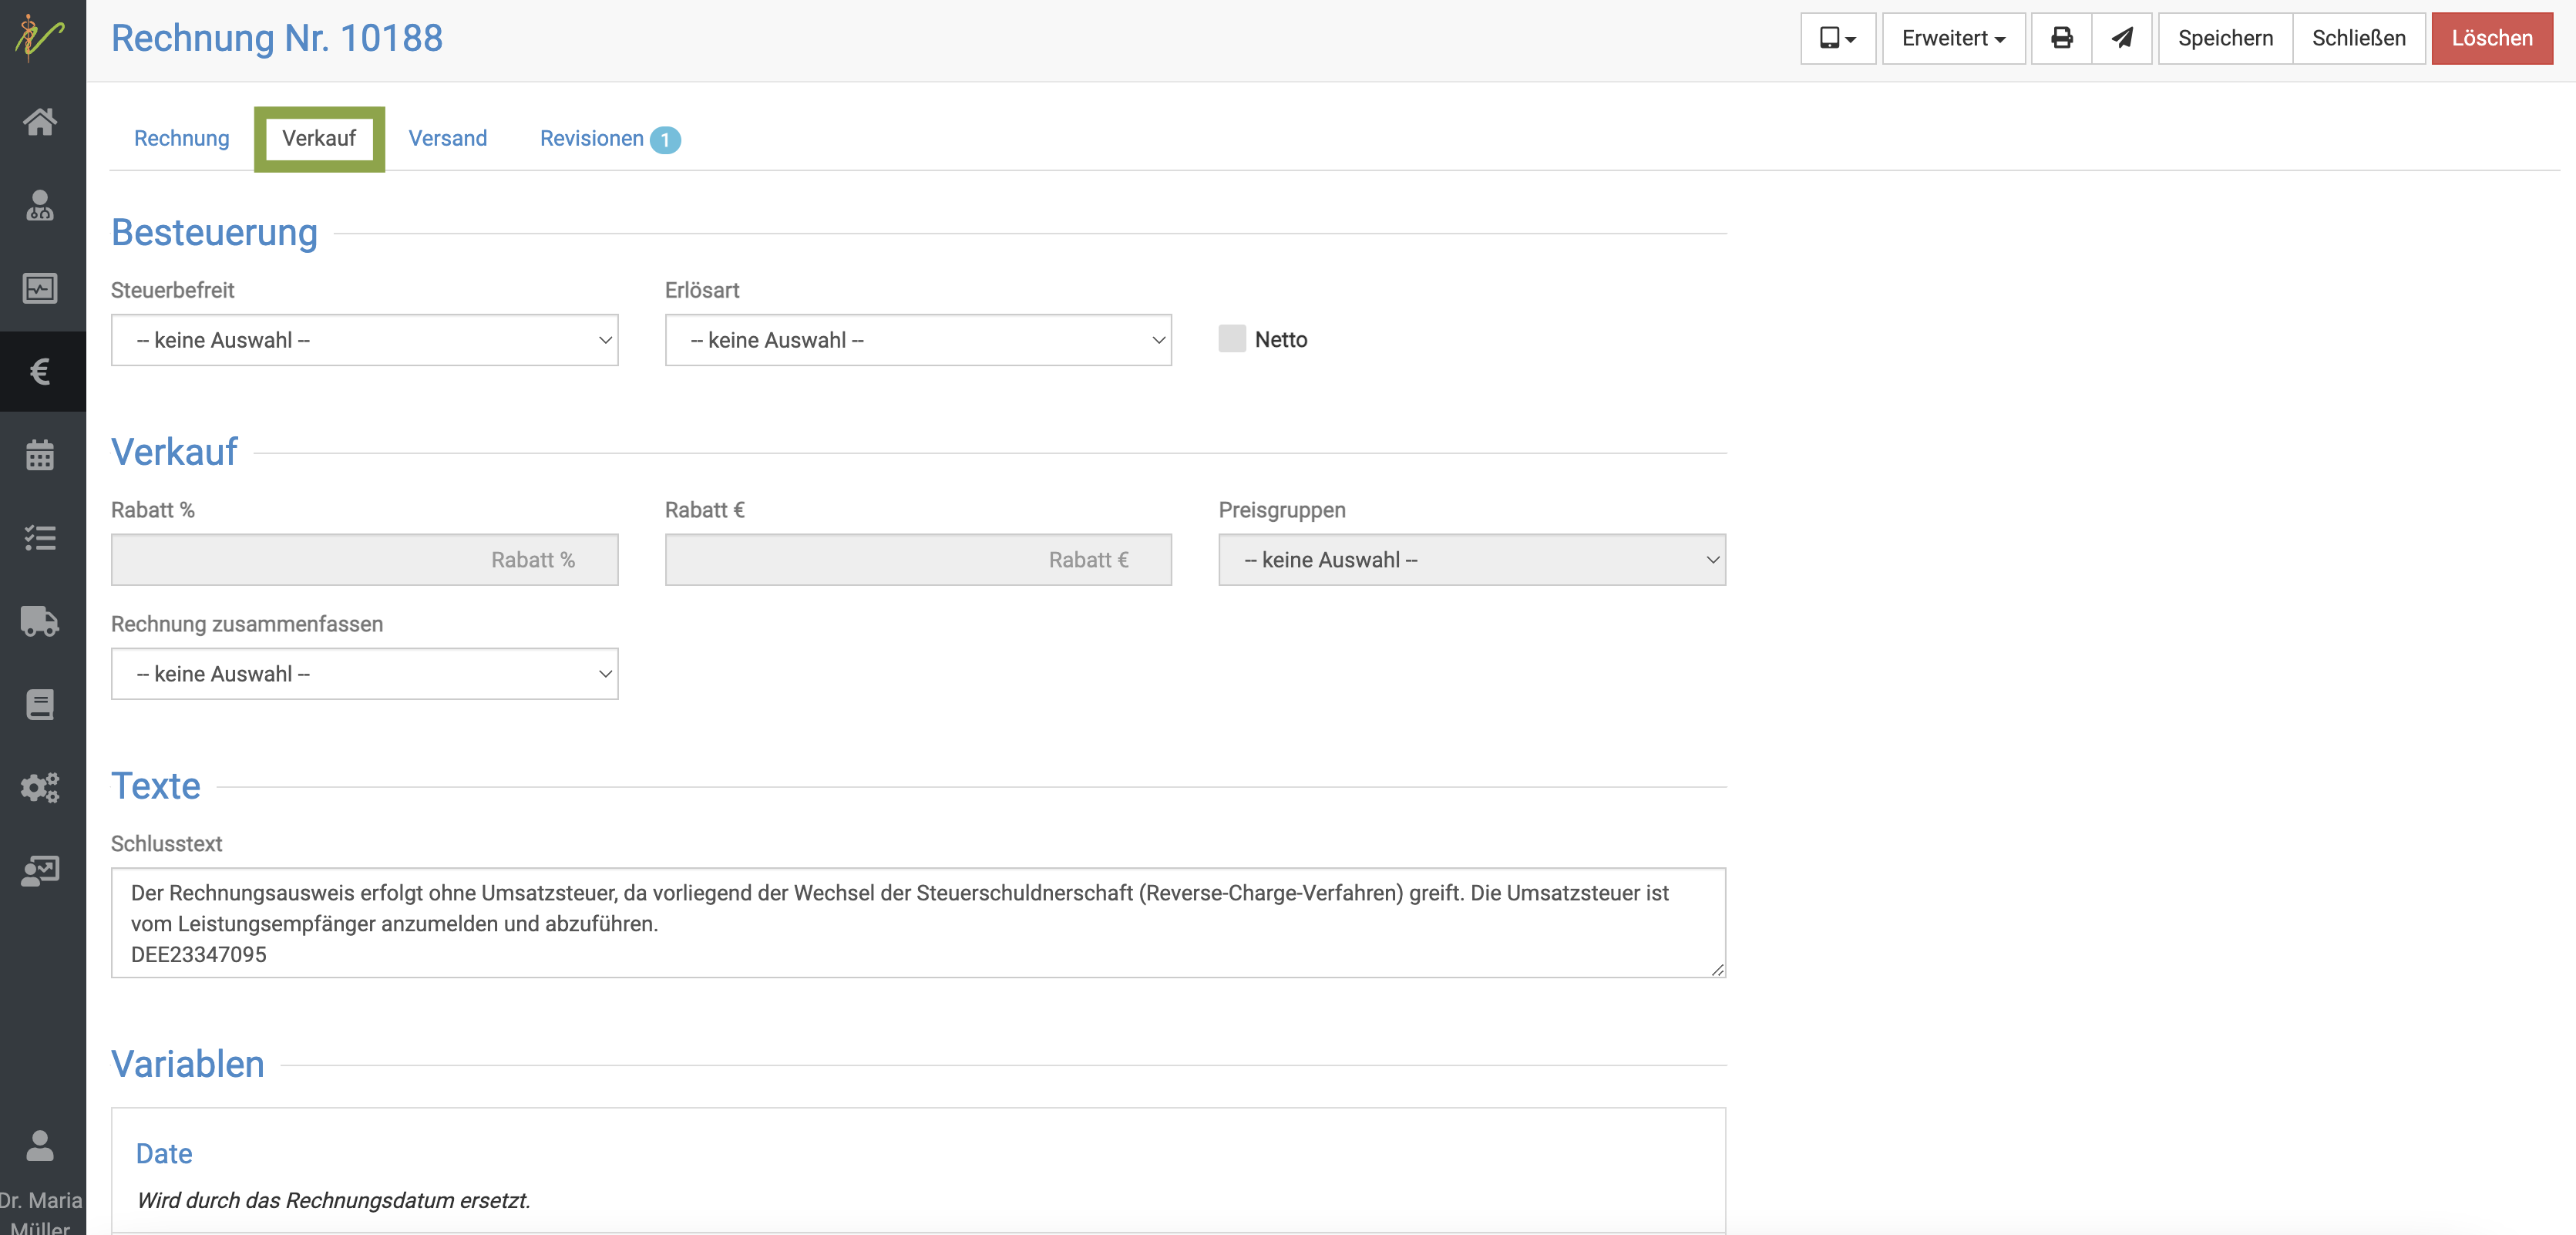 Rechnung Nr. 10188
Erweitert
Speichern
Schließen
Löschen
Rechnung
Verkauf
Versand
Revisionen 1
Besteuerung
Steuerbefreit
Erlösart
-- keine Auswahl --
-- keine Auswahl --
Netto
Verkauf
Rabatt %
Rabatt €
Preisgruppen
Rabatt %
Rabatt €
-- keine Auswahl --
Rechnung zusammenfassen
-- keine Auswahl --
Texte
Schlusstext
Der Rechnungsausweis erfolgt ohne Umsatzsteuer, da vorliegend der Wechsel der Steuerschuldnerschaft (Reverse-Charge-Verfahren) greift. Die Umsatzsteuer ist
vom Leistungsempfänger anzumelden und abzuführen.
DEE23347095
Variablen
Date
Wird durch das Rechnungsdatum ersetzt.
Dr. Maria
Müller